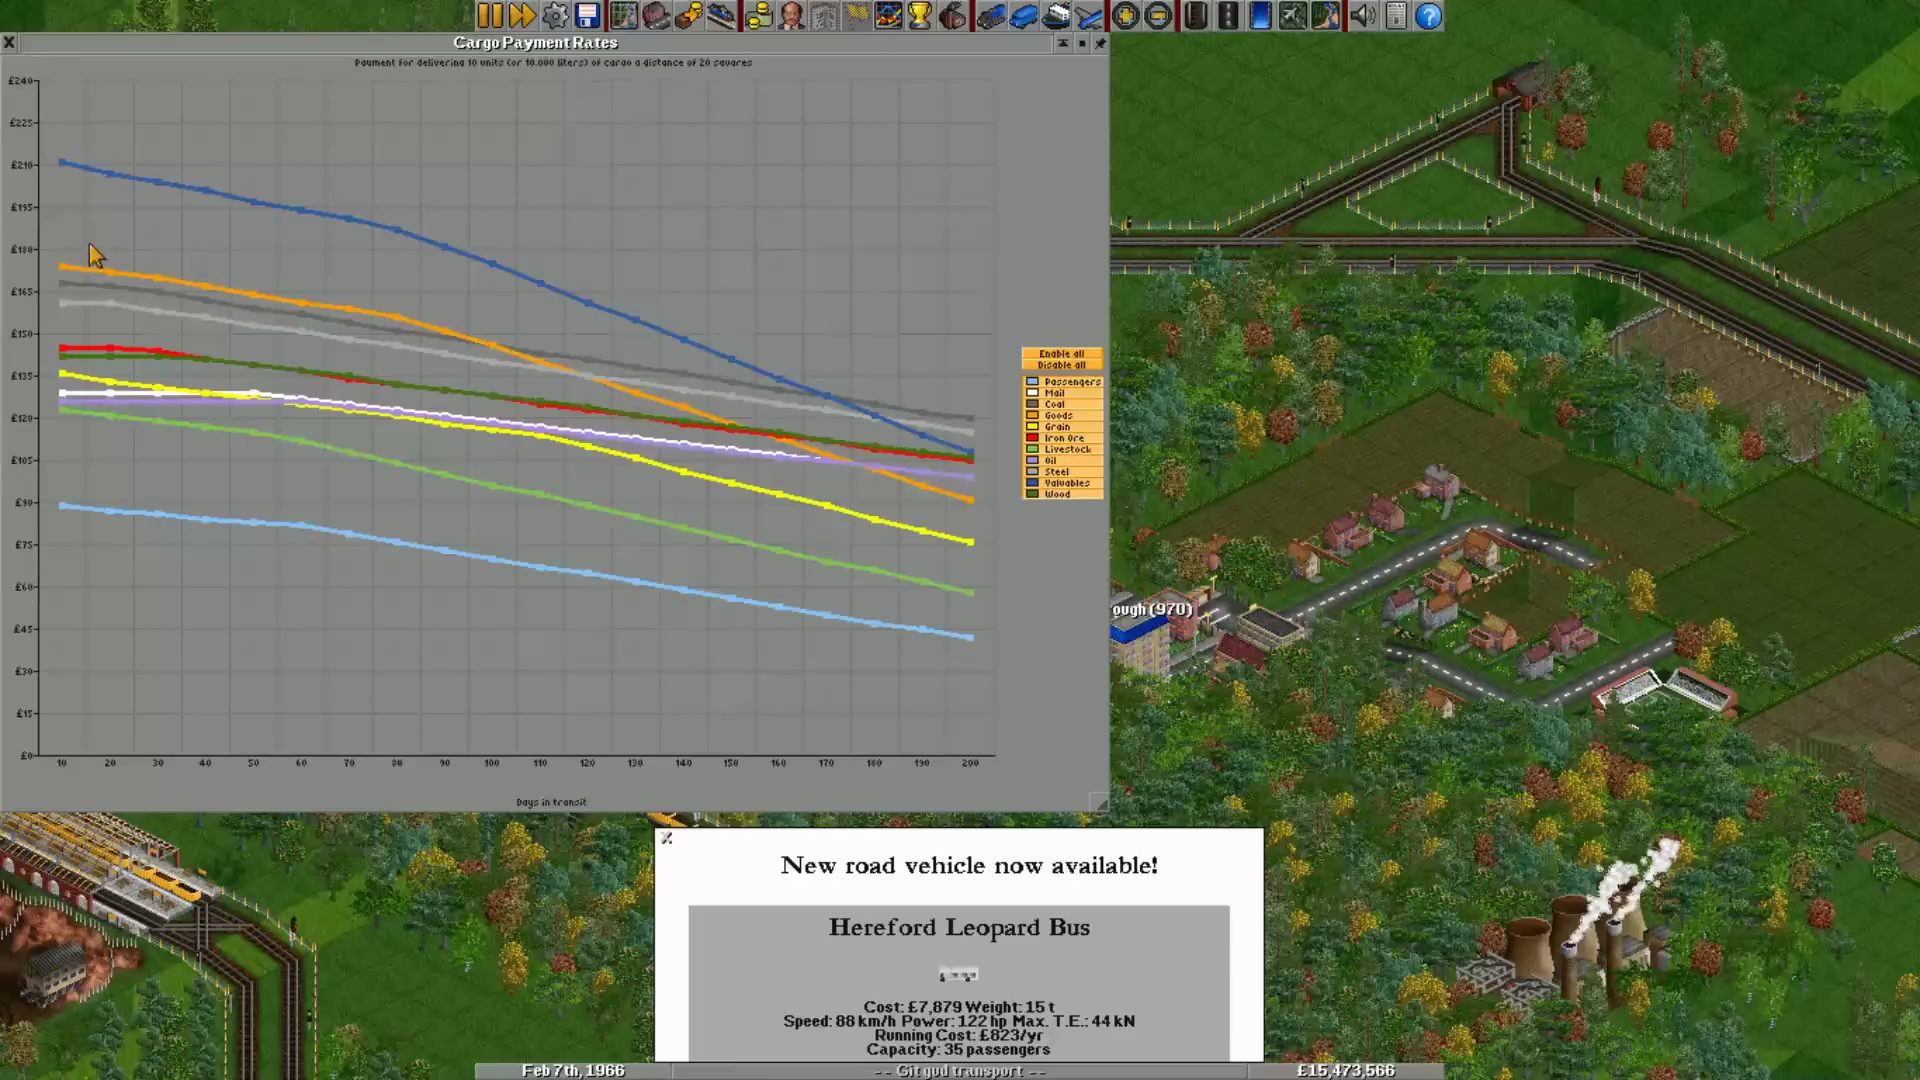 Cargo Payment Rates
Payment for delivering 10 units (or 10,000 liters) of cargo a distance of 20 squares
£240
£225
£210
£195
£180
£165
£150
£135
£120
£105
£90
£75
£60
£45
£30
£15
£0
10 20 30 40 50 60 70 80 90 100 110 120 130 140 150 160 170 180 190 200
Days in transit
Enable all
Disable all
Passengers
Mail
Coal
Goods
Grain
Iron Ore
Livestock
Oil
Steel
Valuables
Wood
ough (970)
New road vehicle now available!
Hereford Leopard Bus
Cost: £7,879 Weight: 15 t
Speed: 88 km/h Power: 122 hp Max. T.E.: 44 kN
Running Cost: £823/yr
Capacity: 35 passengers
Feb 7th, 1966
-- Git gud transport --
£15,473,566